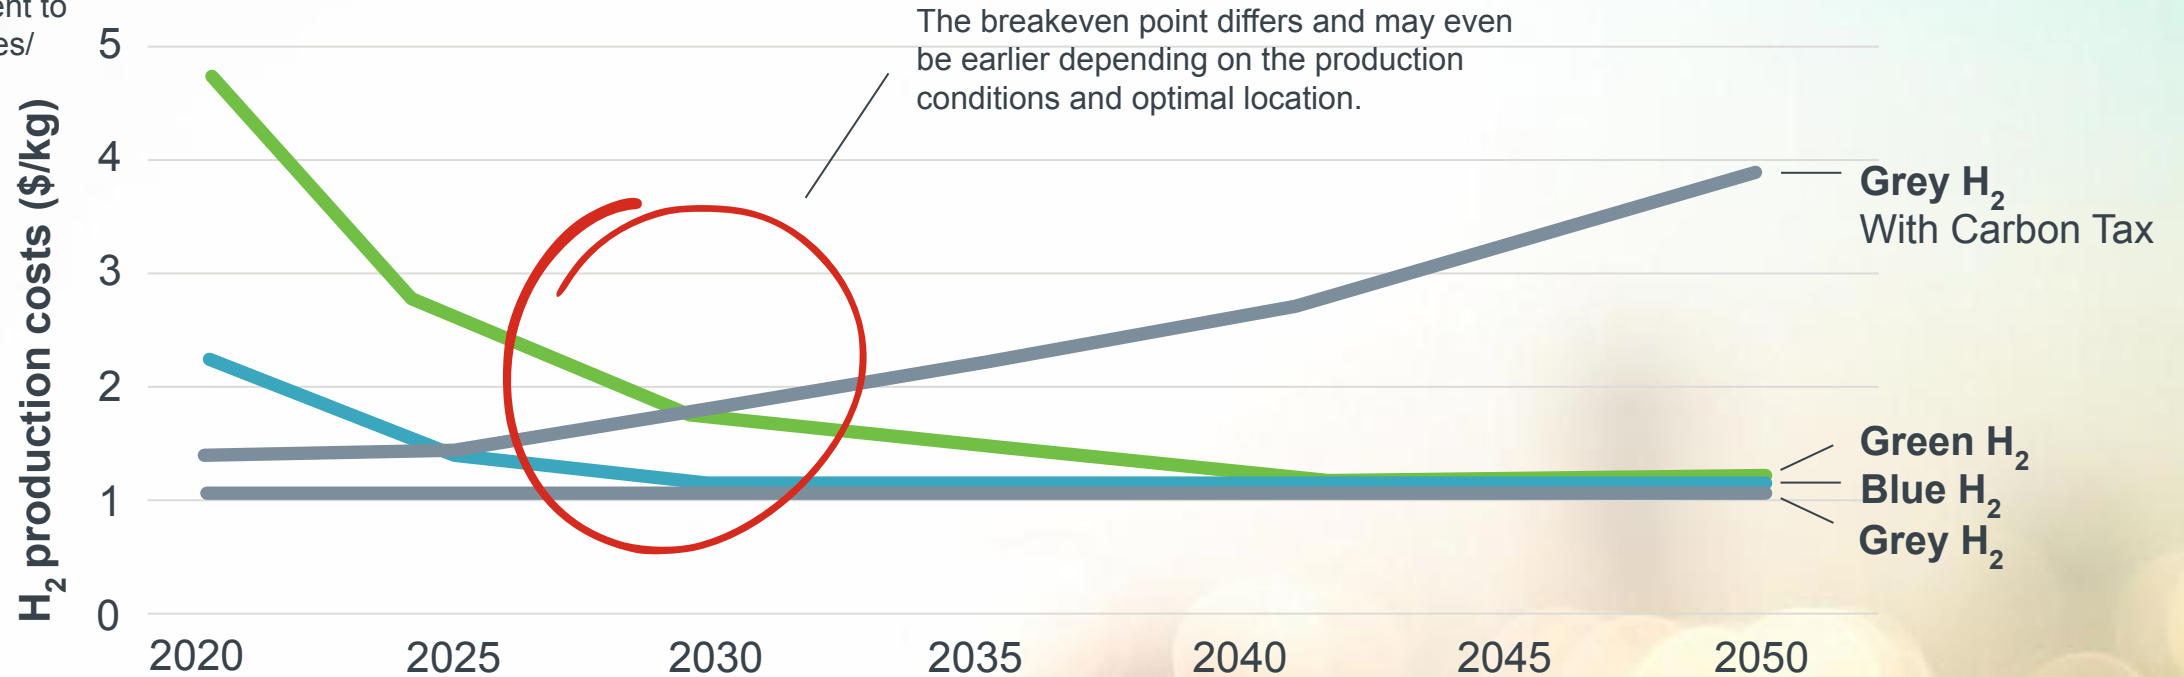 es/
The breakeven point differs and may even
be earlier depending on the production
conditions and optimal location.
H₂ production costs ($/kg)
5
4
3
2
1
0
2020 2025 2030 2035 2040 2045 2050
Grey H₂
With Carbon Tax
Green H₂
Blue H₂
Grey H₂